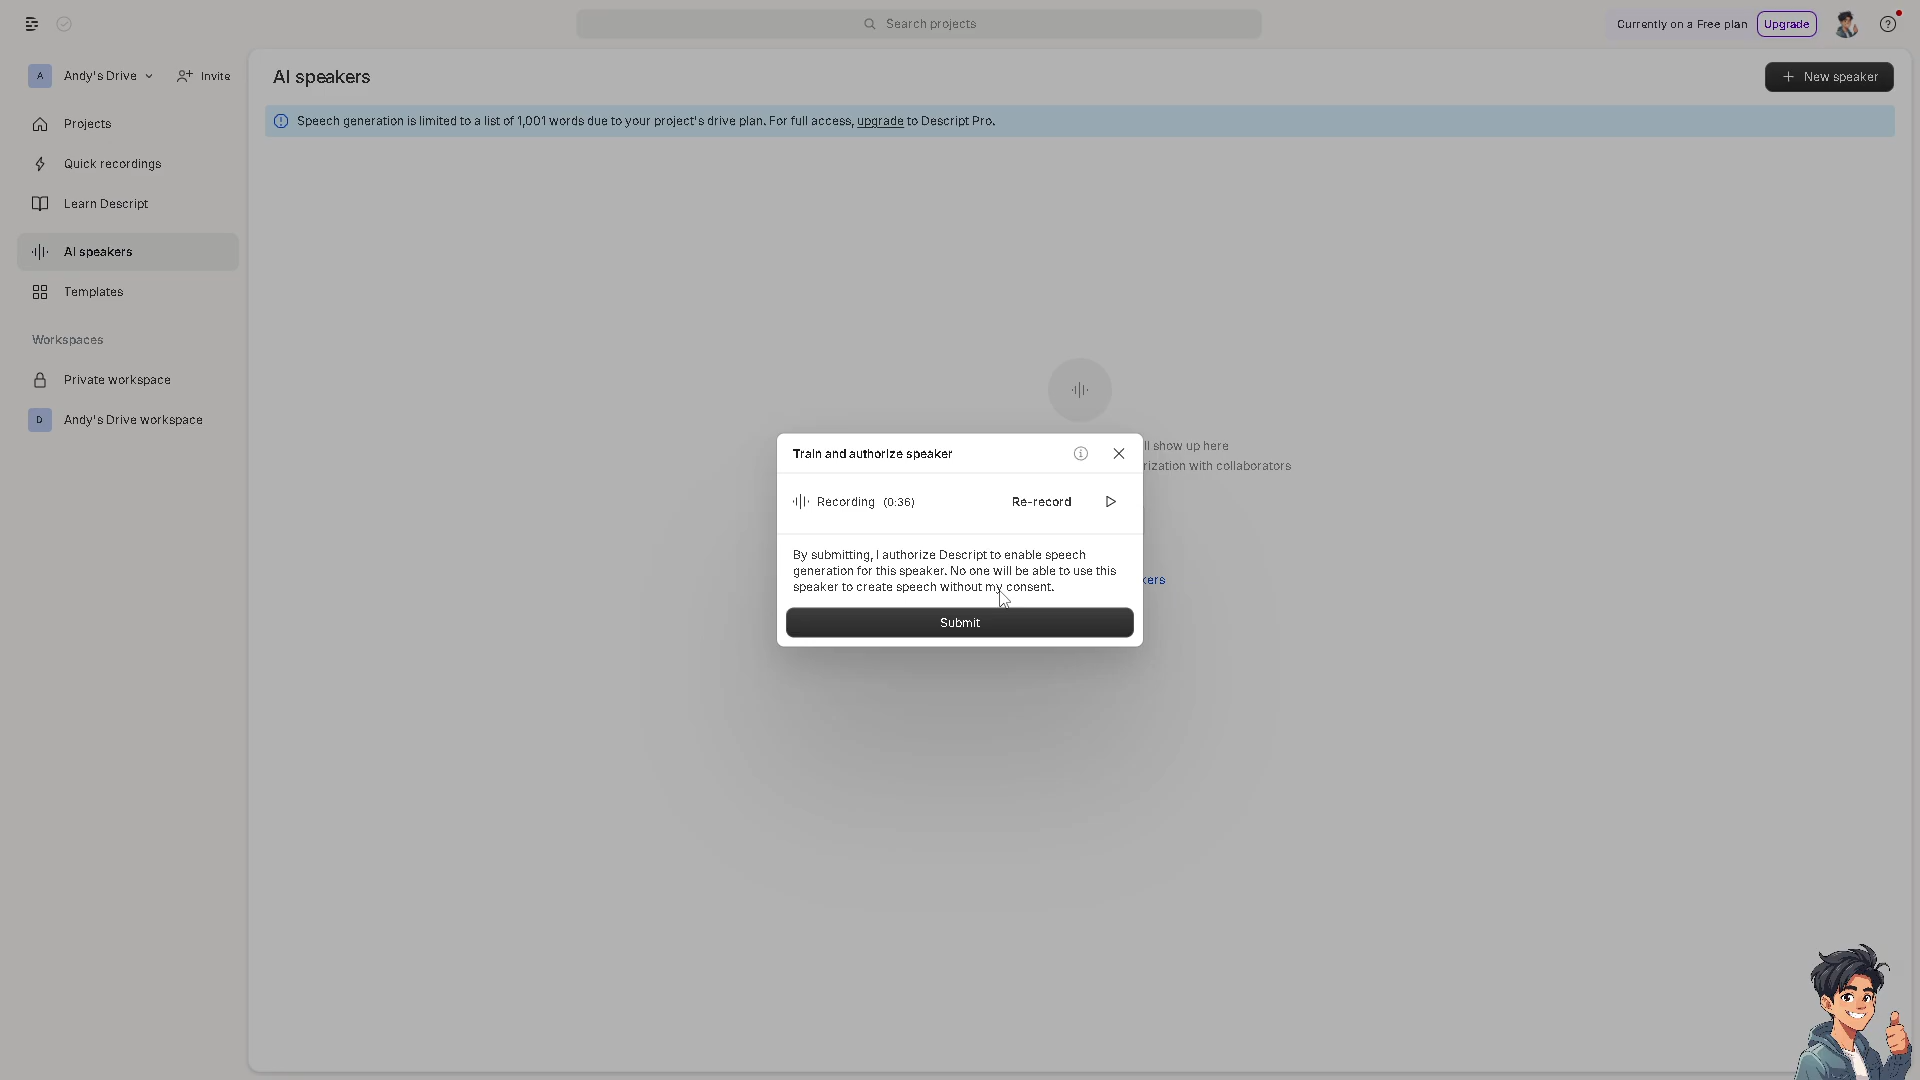 Search projects
Currently on a Free plan
Upgrade
A
Andy's Drive
Invite
Projects
Quick recordings
Learn Descript
AI speakers
Templates
Workspaces
Private workspace
D
Andy's Drive workspace
AI speakers
New speaker
Speech generation is limited to a list of 1,001 words due to your project's drive plan. For full access, upgrade to Descript Pro.
show up here
with collaborators
Train and authorize speaker
Recording (0:36)
Re-record
By submitting, I authorize Descript to enable speech
generation for this speaker. No one will be able to use this
speaker to create speech without my consent.
Submit